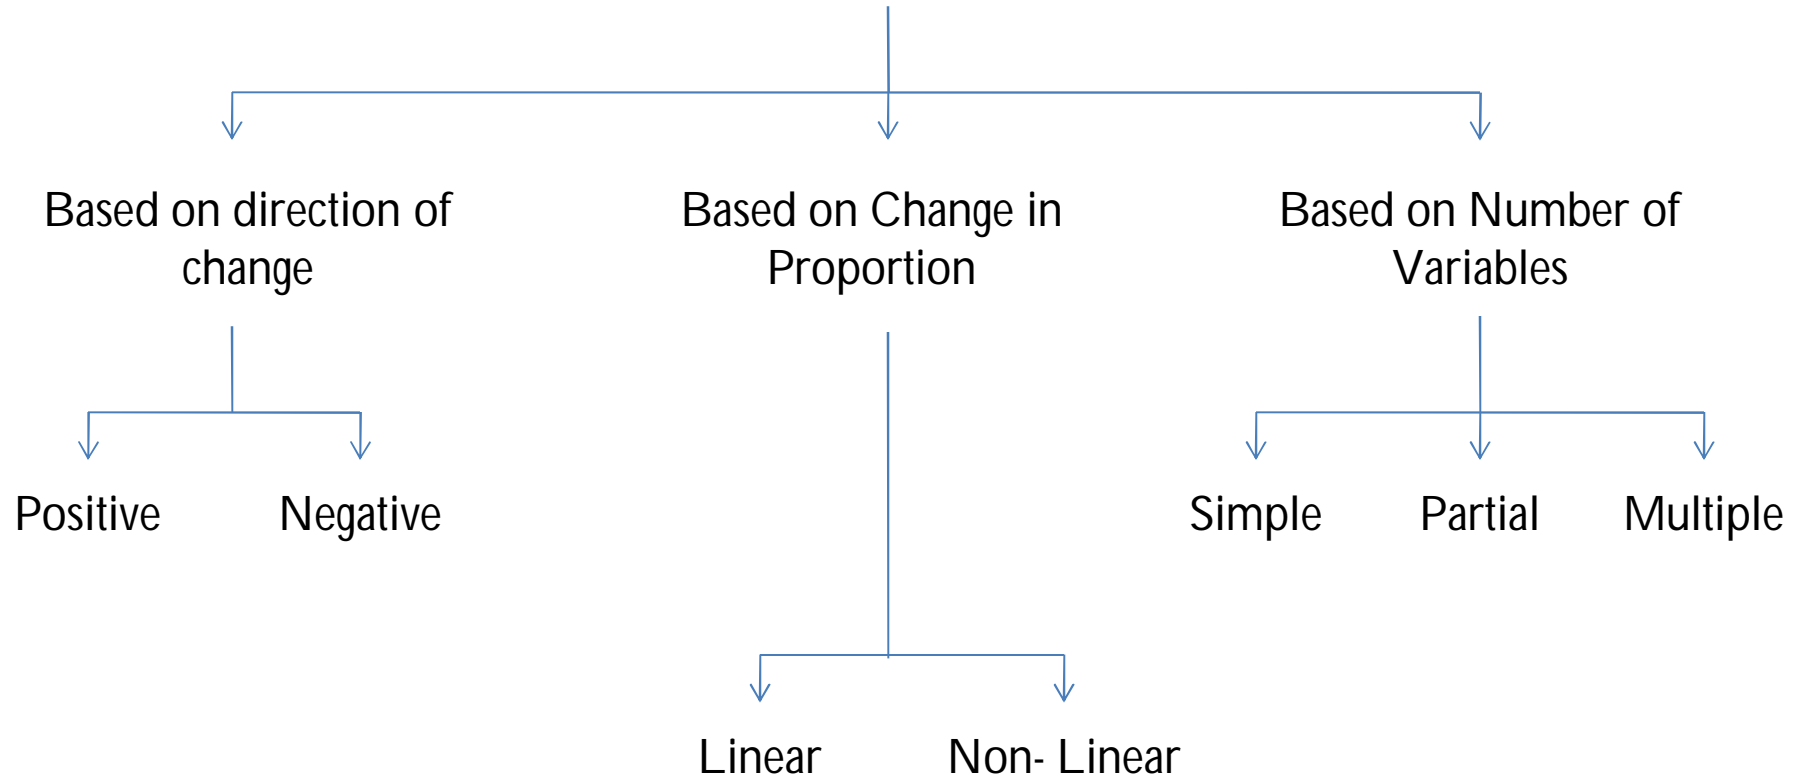 Based on direction of
change
Based on Change in
Proportion
Based on Number of
Variables
Positive
Negative
Simple
Partial
Multiple
Linear
Non- Linear